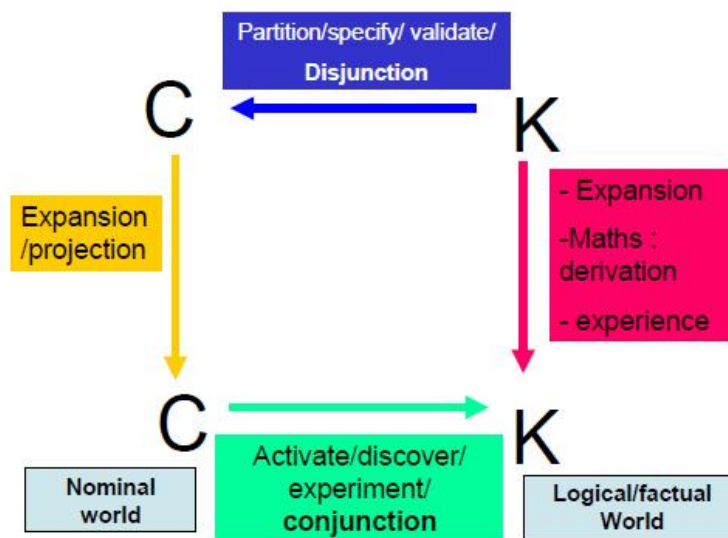 Partition/specify/ validate/
Disjunction
C
K
Expansion
/projection
- Expansion
-Maths :
derivation
- experience
C
K
Activate/discover/
experiment/
conjunction
Nominal
world
Logical/factual
World